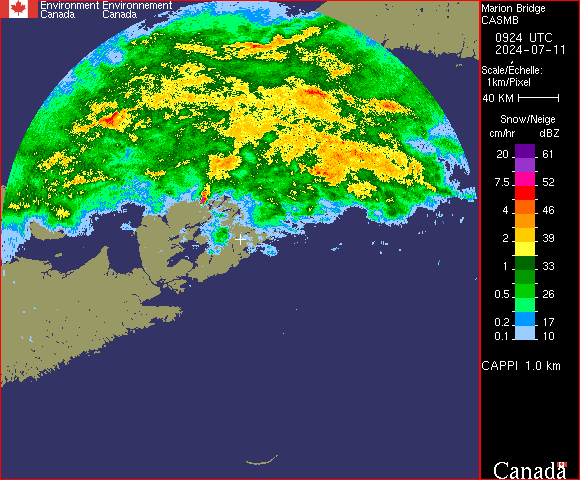 Environment Environnement
Canada Canada
Marion Bridge
CASMB
0924 UTC
2024-07-11
Scale/Échelle:
1km/Pixel
40 KM
Snow/Neige
cm/hr dBZ
20 61
7.5 52
4 46
2 39
1 33
0.5 26
0.2 17
0.1 10
CAPPI 1.0 km
Canada